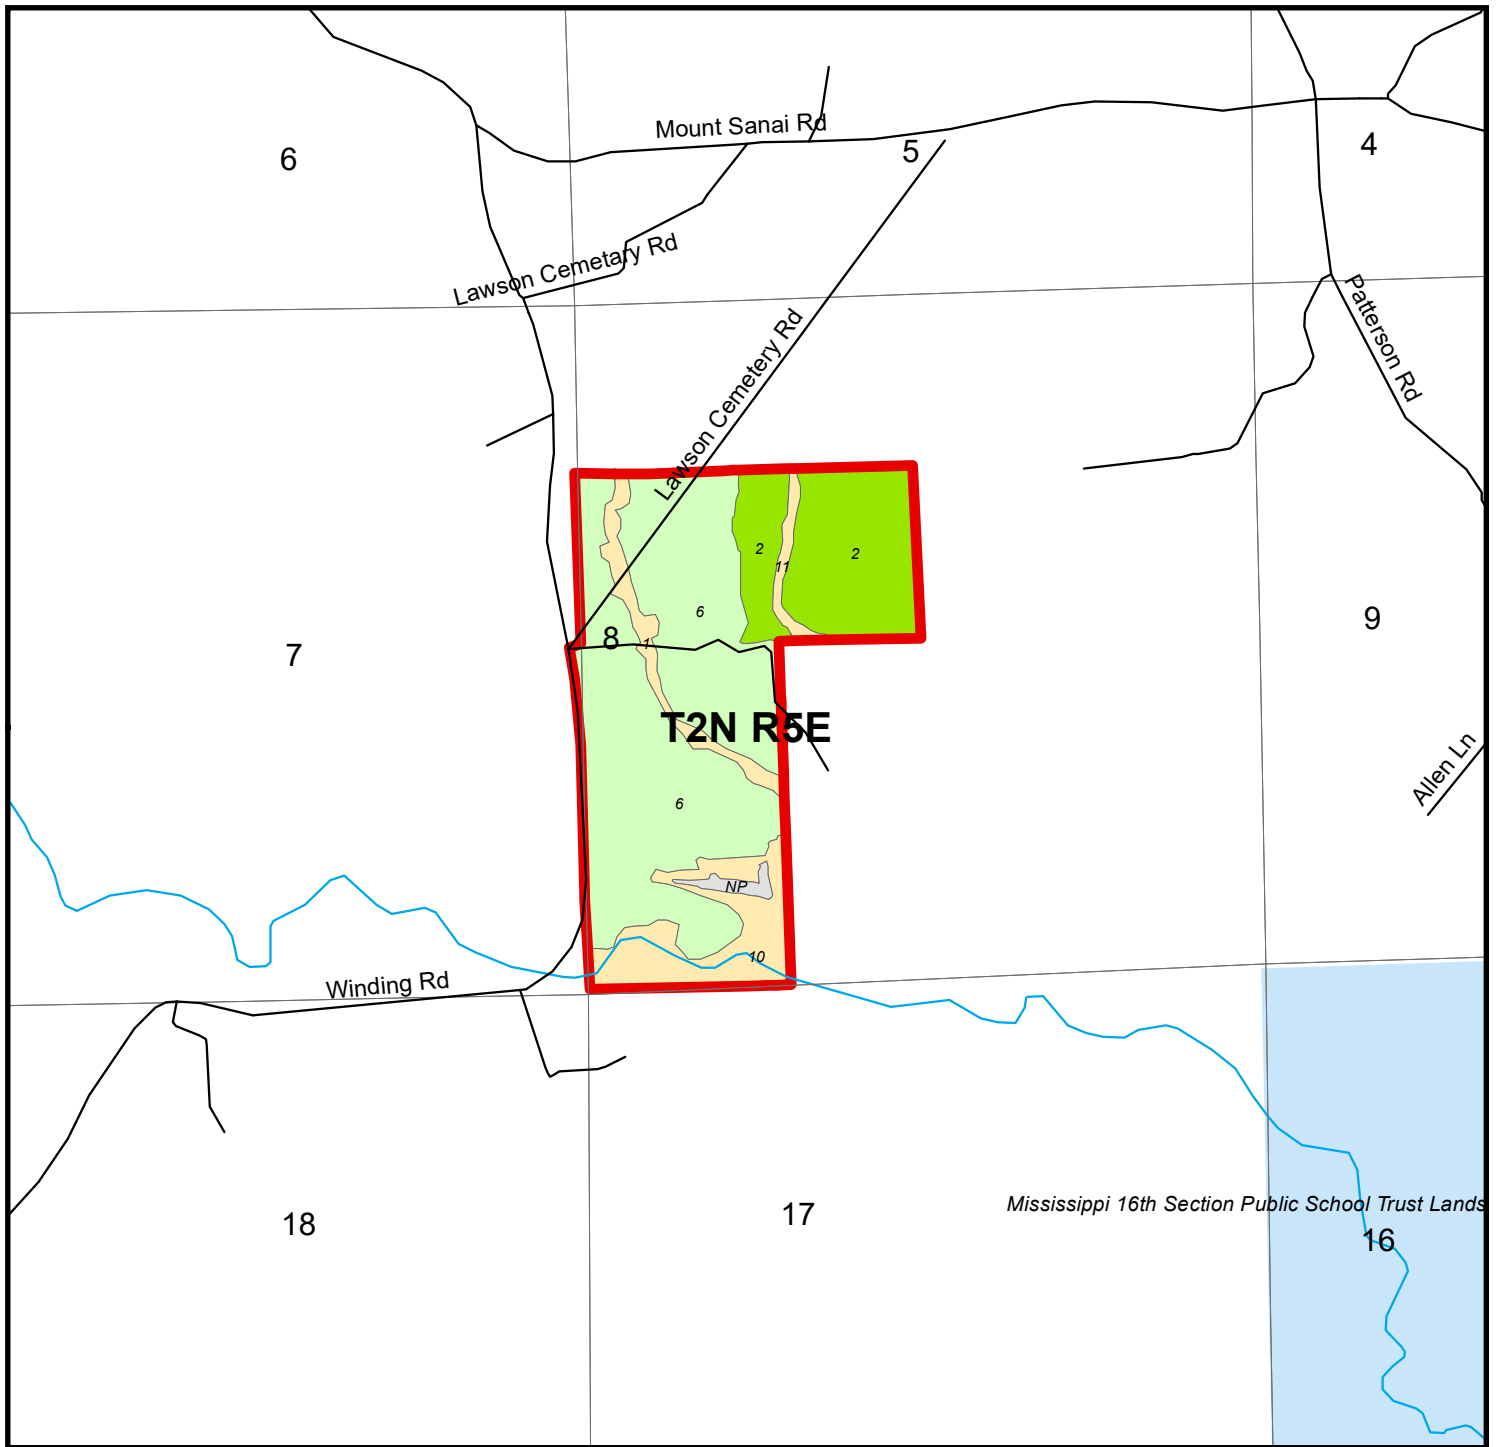 Mount Sanai Rd
6
5
4
Lawson Cemetary Rd
Lawson Cemetery Rd
Patterson Rd
2
11
2
6
1
8
7
9
T2N R5E
Allen Ln
6
NP
10
Winding Rd
18
17
Mississippi 16th Section Public School Trust Lands
16